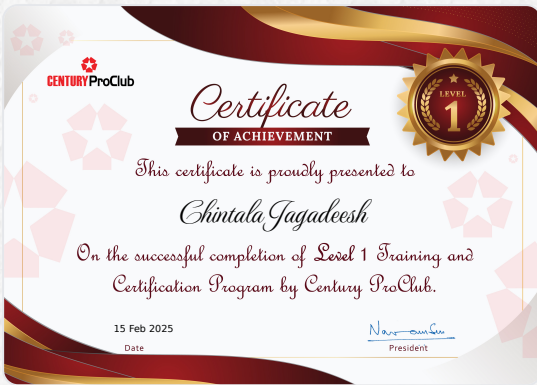 CENTURY ProClub
Certificate
OF ACHIEVEMENT
LEVEL
1
This certificate is proudly presented to
Chintala Jagadeesh
On the successful completion of Level 1 Training and
Certification Program by Century ProClub.
15 Feb 2025
Date
President